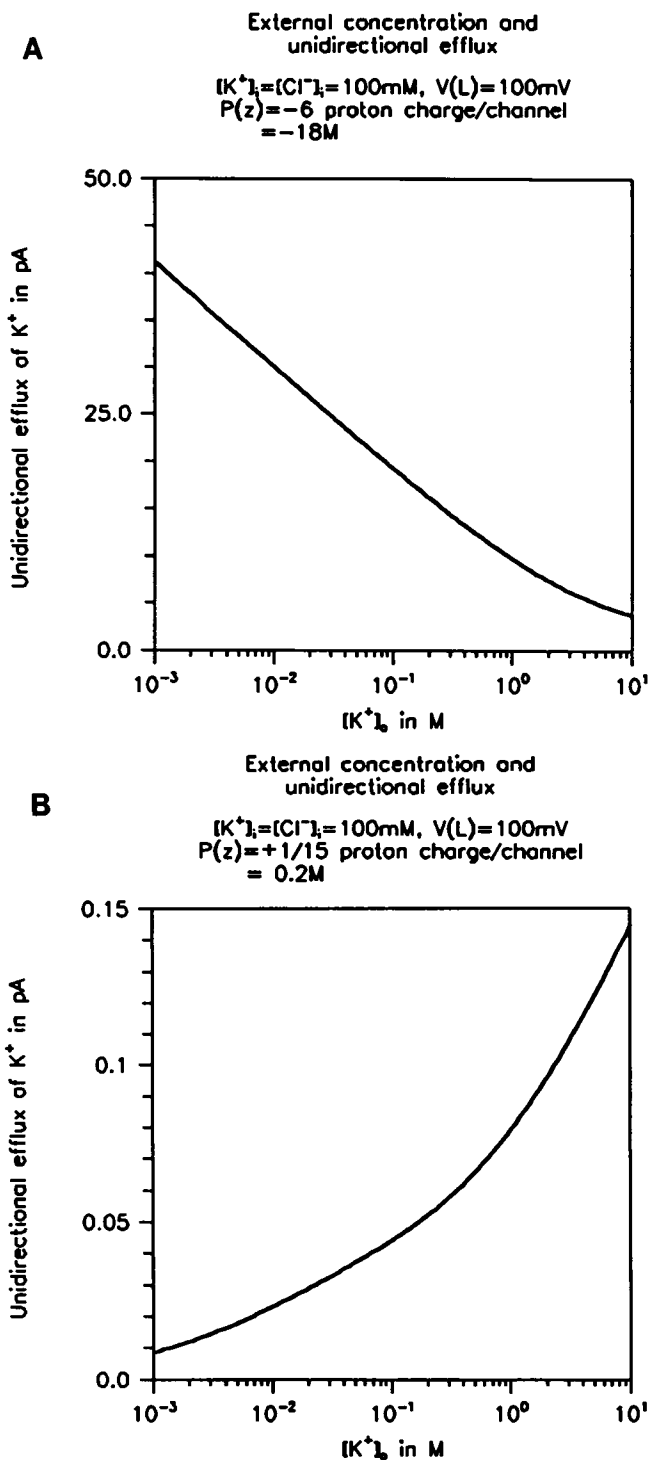 A
External concentration and
unidirectional efflux
[K⁺]ᵢ=[Cl⁻]ᵢ=100mM, V(L)=100mV
P(z)=−6 proton charge/channel
=−18M
Unidirectional efflux of K⁺ in pA
50.0
25.0
0.0
10⁻³ 10⁻² 10⁻¹ 10⁰ 10¹
[K⁺]ₒ in M
B
External concentration and
unidirectional efflux
[K⁺]ᵢ=[Cl⁻]ᵢ=100mM, V(L)=100mV
P(z)=+1/15 proton charge/channel
= 0.2M
Unidirectional efflux of K⁺ in pA
0.15
0.1
0.05
0.0
10⁻³ 10⁻² 10⁻¹ 10⁰ 10¹
[K⁺]ₒ in M